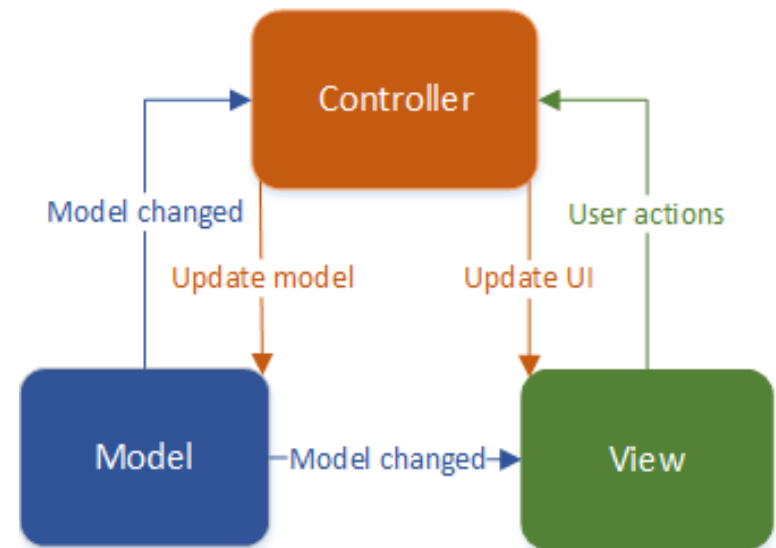 Controller
Model changed
User actions
Update model
Update UI
Model
Model changed
View